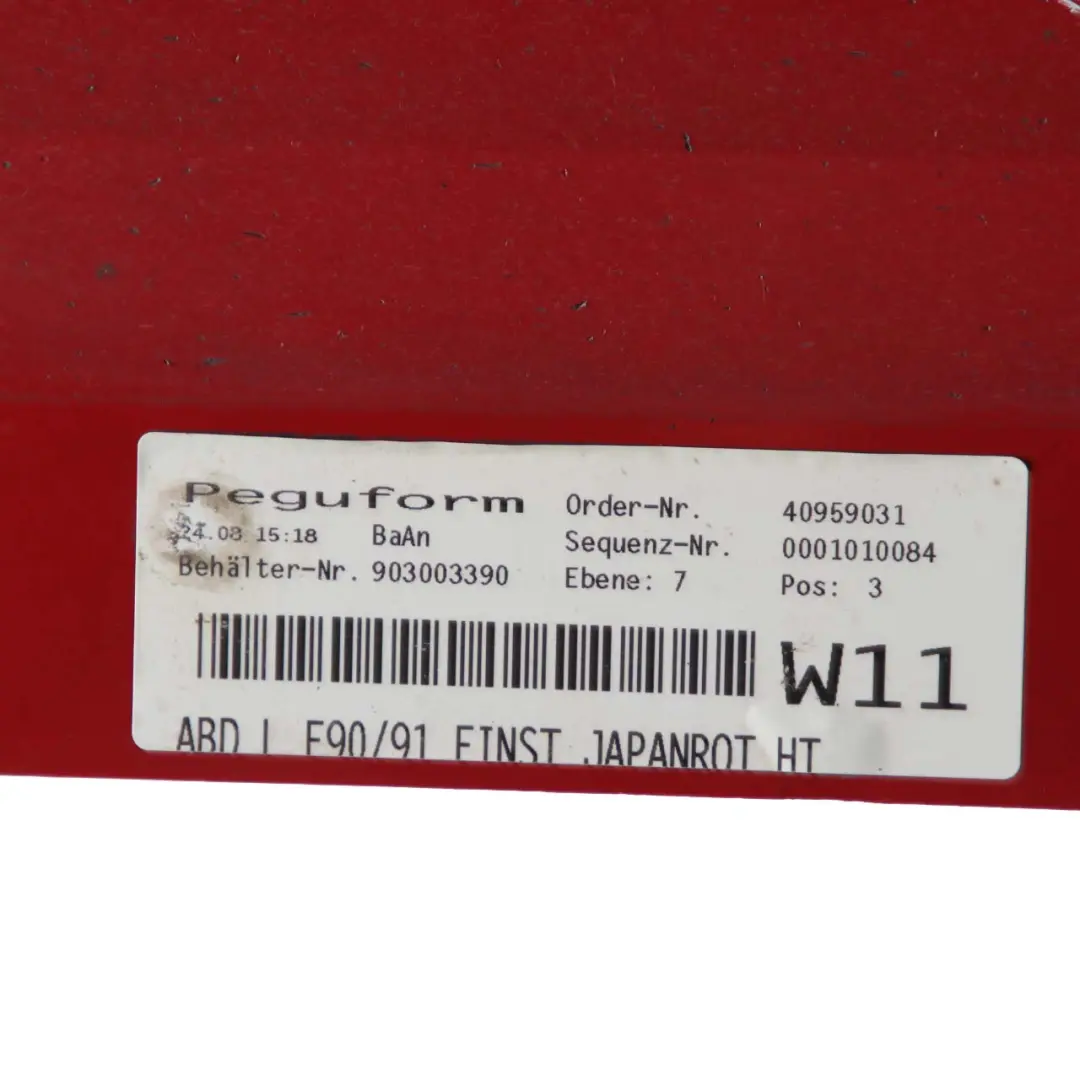 Peguform
24.08 15:18 BaAn
Behälter-Nr. 903003390
Order-Nr. 40959031
Sequenz-Nr. 0001010084
Ebene: 7 Pos: 3
W11
ABD L E90/91 EINST JAPANROT HT